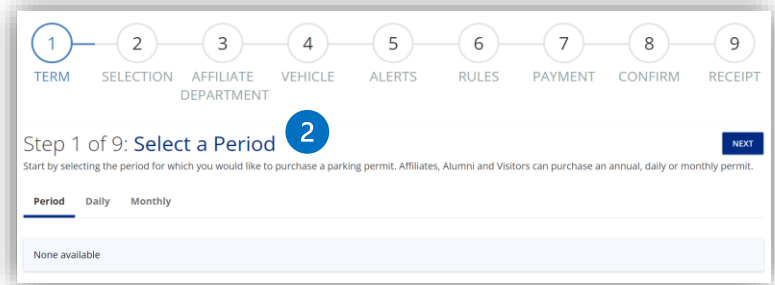 1 2 3 4 5 6 7 8 9
TERM SELECTION AFFILIATE VEHICLE ALERTS RULES PAYMENT CONFIRM RECEIPT
DEPARTMENT
Step 1 of 9: Select a Period 2
NEXT
Start by selecting the period for which you would like to purchase a parking permit. Affiliates, Alumni and Visitors can purchase an annual, daily or monthly permit.
Period Daily Monthly
None available